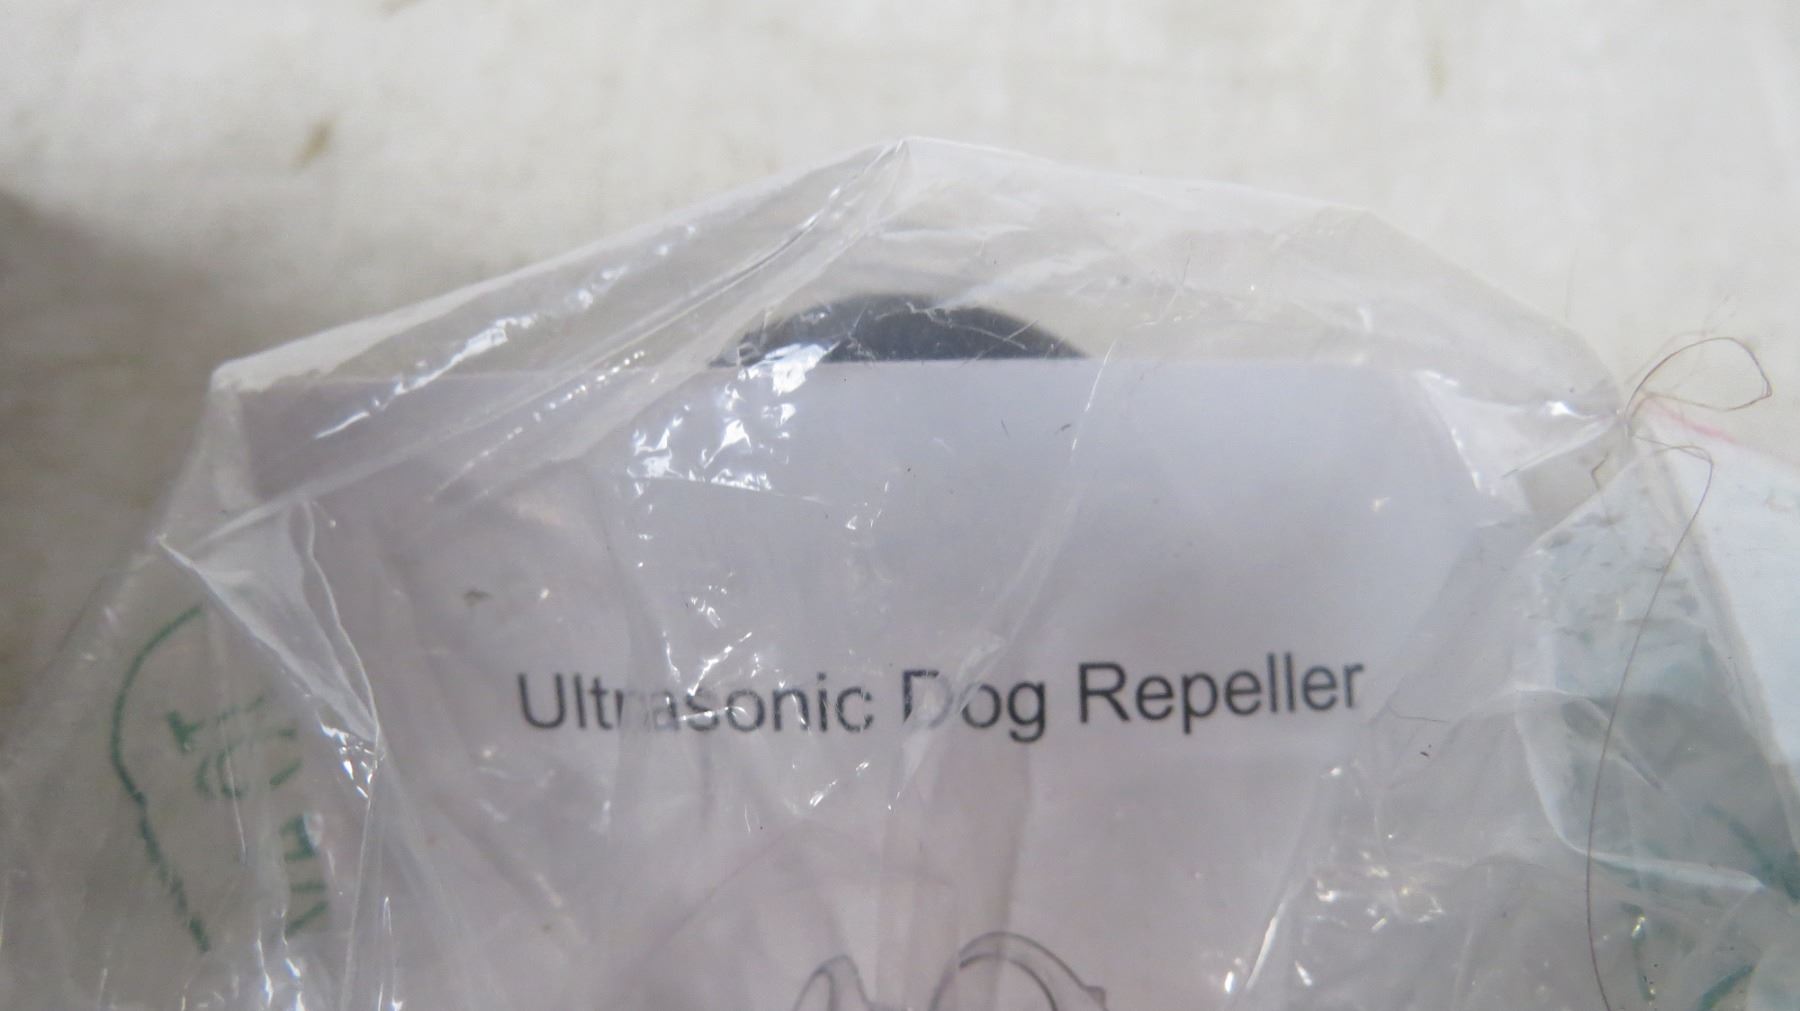 Ultrasonic Dog Repeller